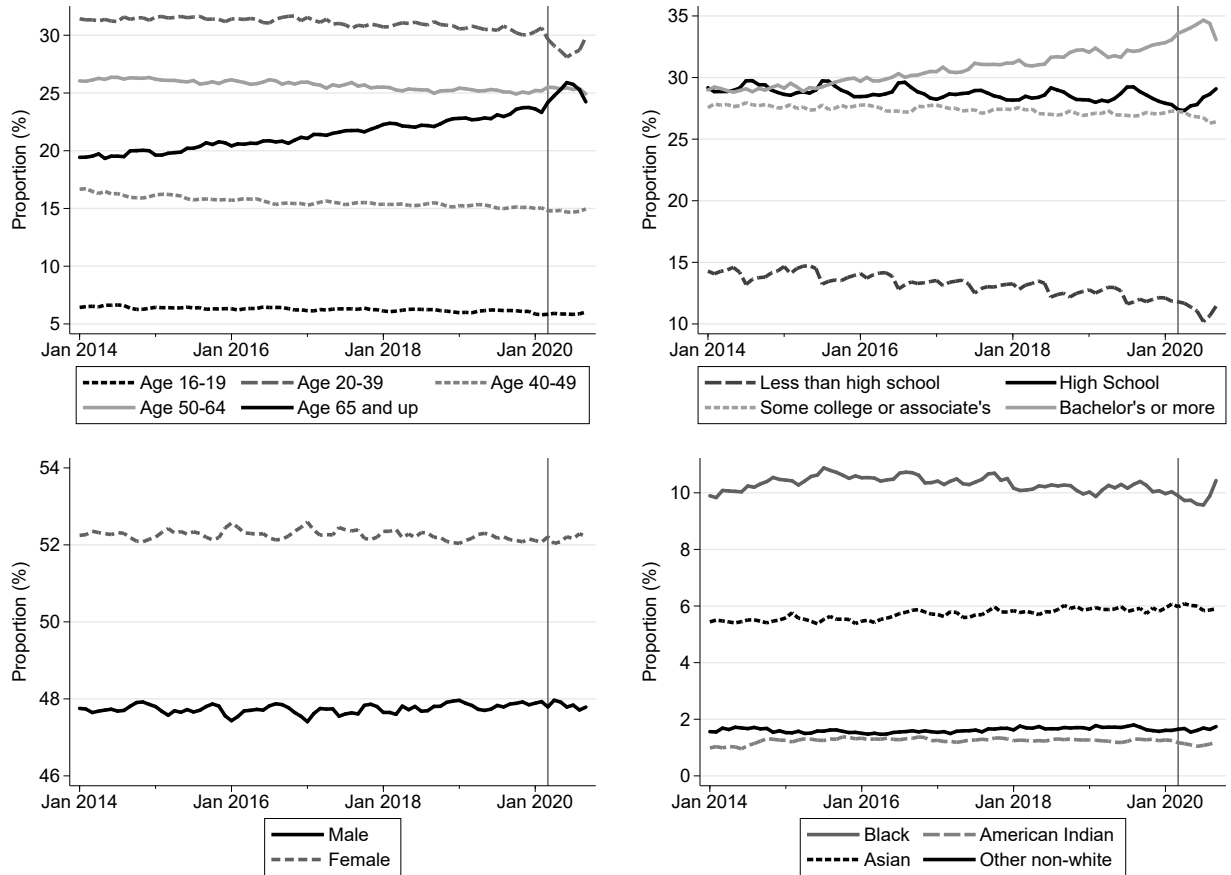 Proportion (%)
30
25
20
15
10
5
Jan 2014
Jan 2016
Jan 2018
Jan 2020
Age 16-19
Age 20-39
Age 40-49
Age 50-64
Age 65 and up
Proportion (%)
35
30
25
20
15
10
Jan 2014
Jan 2016
Jan 2018
Jan 2020
Less than high school
High School
Some college or associate's
Bachelor's or more
Proportion (%)
54
52
50
48
46
Jan 2014
Jan 2016
Jan 2018
Jan 2020
Male
Female
Proportion (%)
10
8
6
4
2
0
Jan 2014
Jan 2016
Jan 2018
Jan 2020
Black
American Indian
Asian
Other non-white